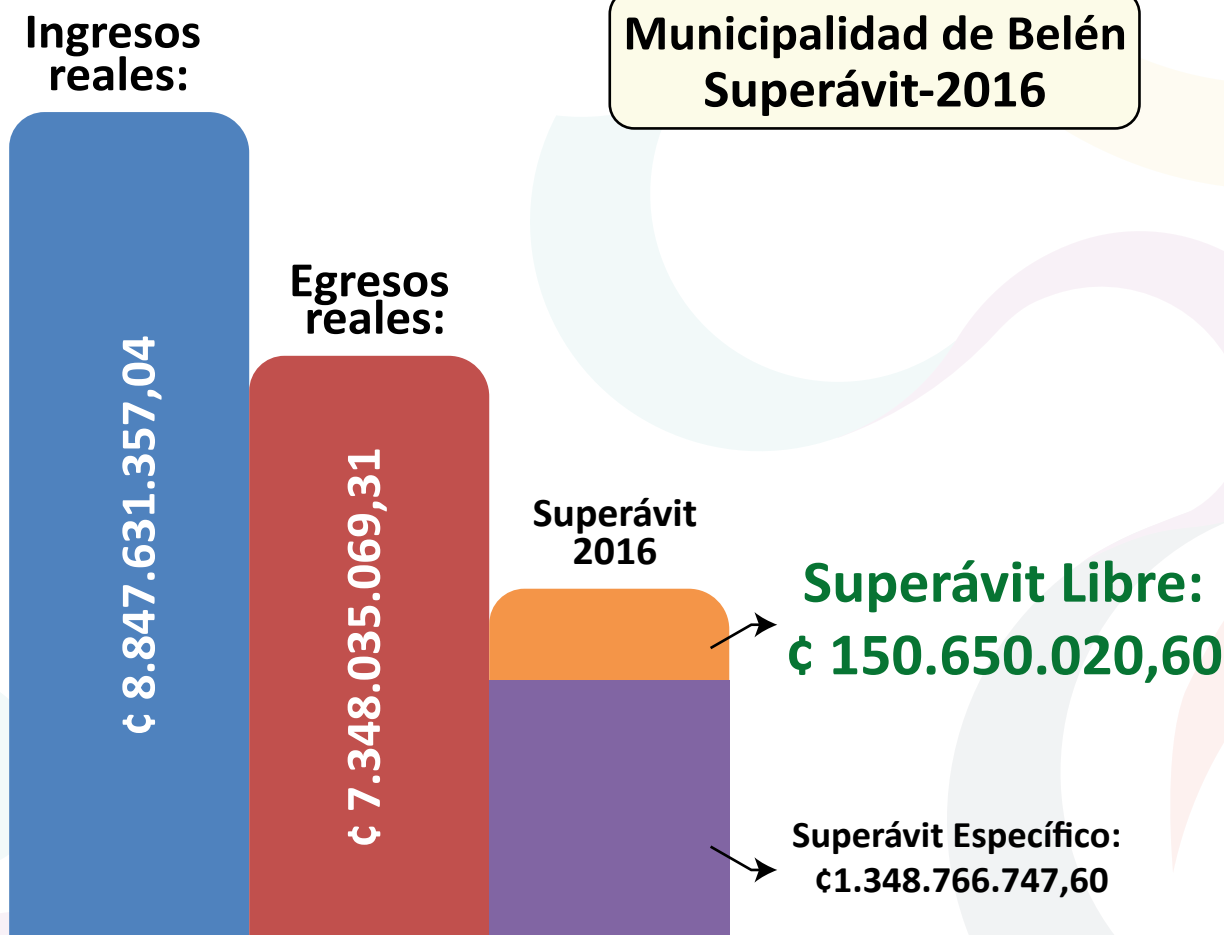 Ingresos
reales:
Municipalidad de Belén
Superávit-2016
¢ 8.847.631.357,04
Egresos
reales:
¢ 7.348.035.069,31
Superávit
2016
Superávit Libre:
¢ 150.650.020,60
Superávit Específico:
¢1.348.766.747,60